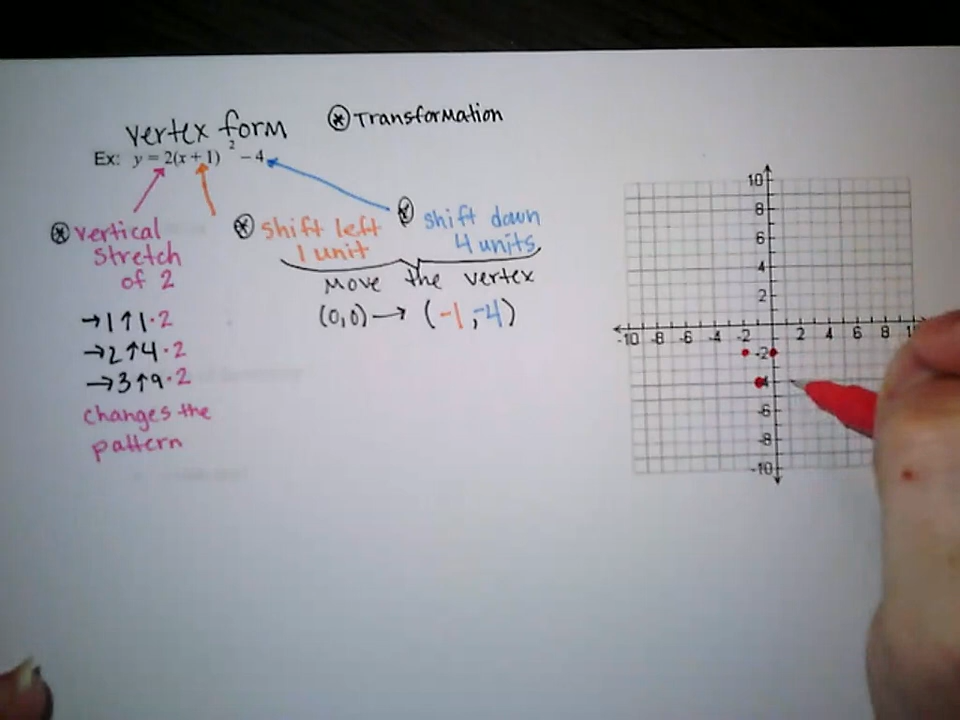 Vertex form
⊛ Transformation
Ex: y = 2(x + 1)² − 4
⊛ vertical
stretch
of 2
→1↑1·2
→2↑4·2
→3↑9·2
changes the
pattern
⊛ shift left
1 unit
⊛ shift down
4 units
Move the vertex
(0,0) → (-1,-4)
10
8
6
4
2
-10 -8 -6 -4 -2 2 4 6 8 1
-2
-4
-6
-8
-10